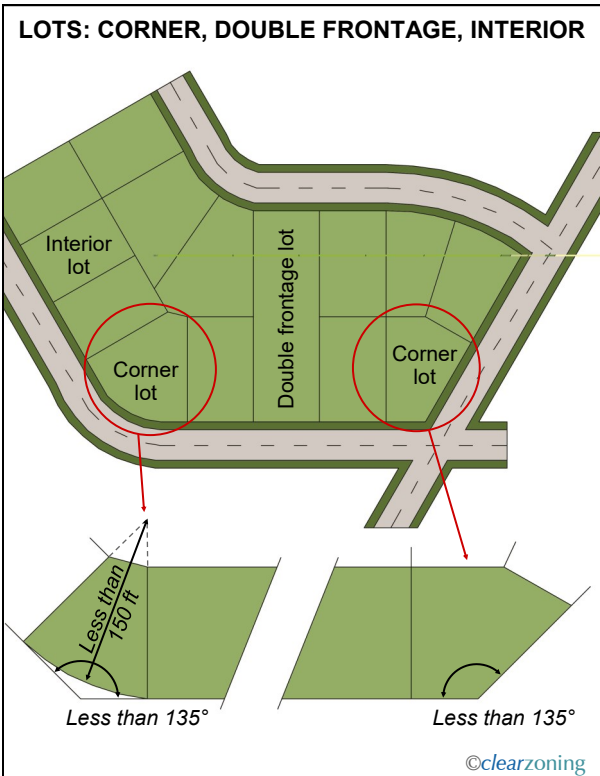 LOTS: CORNER, DOUBLE FRONTAGE, INTERIOR
Interior
lot
Double frontage lot
Corner
lot
Corner
lot
Less than
150 ft
Less than 135°
Less than 135°
©clearzoning